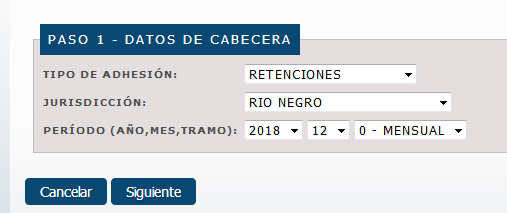 PASO 1 - DATOS DE CABECERA
TIPO DE ADHESIÓN: RETENCIONES
JURISDICCIÓN: RIO NEGRO
PERÍODO (AÑO,MES,TRAMO): 2018 12 0 - MENSUAL
Cancelar Siguiente